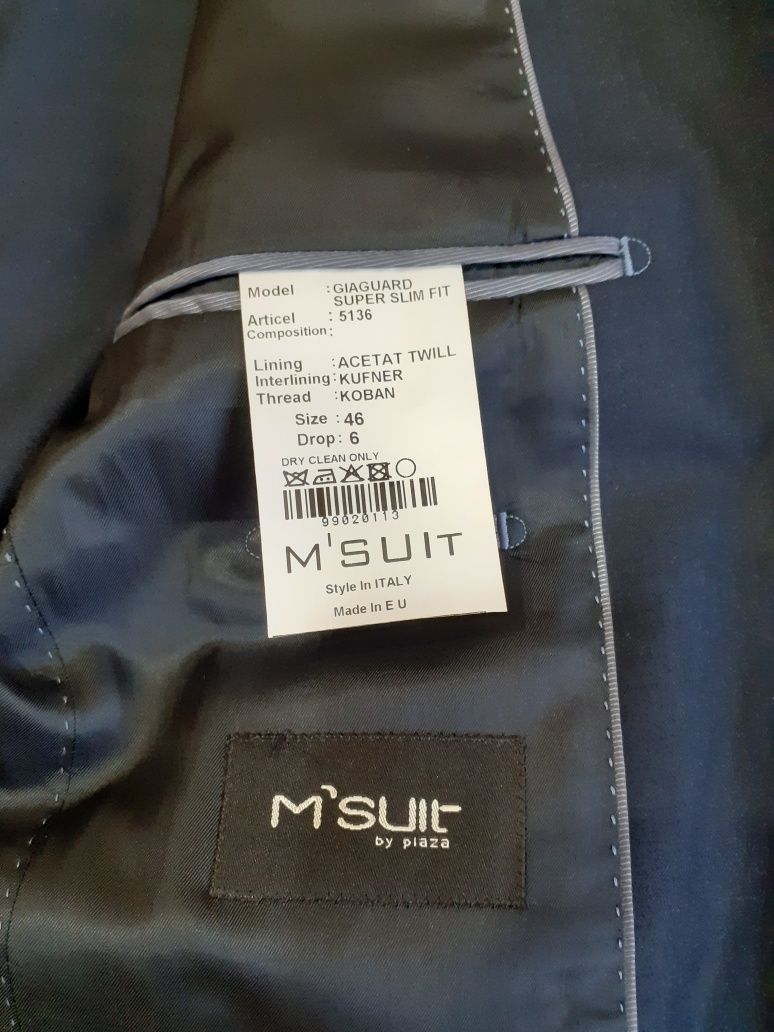 Model : GIAGUARD
SUPER SLIM FIT
Articel : 5136
Composition :
Lining : ACETAT TWILL
Interlining : KUFNER
Thread : KOBAN
Size : 46
Drop : 6
DRY CLEAN ONLY
99020113
M'SUIT
Style In ITALY
Made In E U
M'SUIT
by plaza